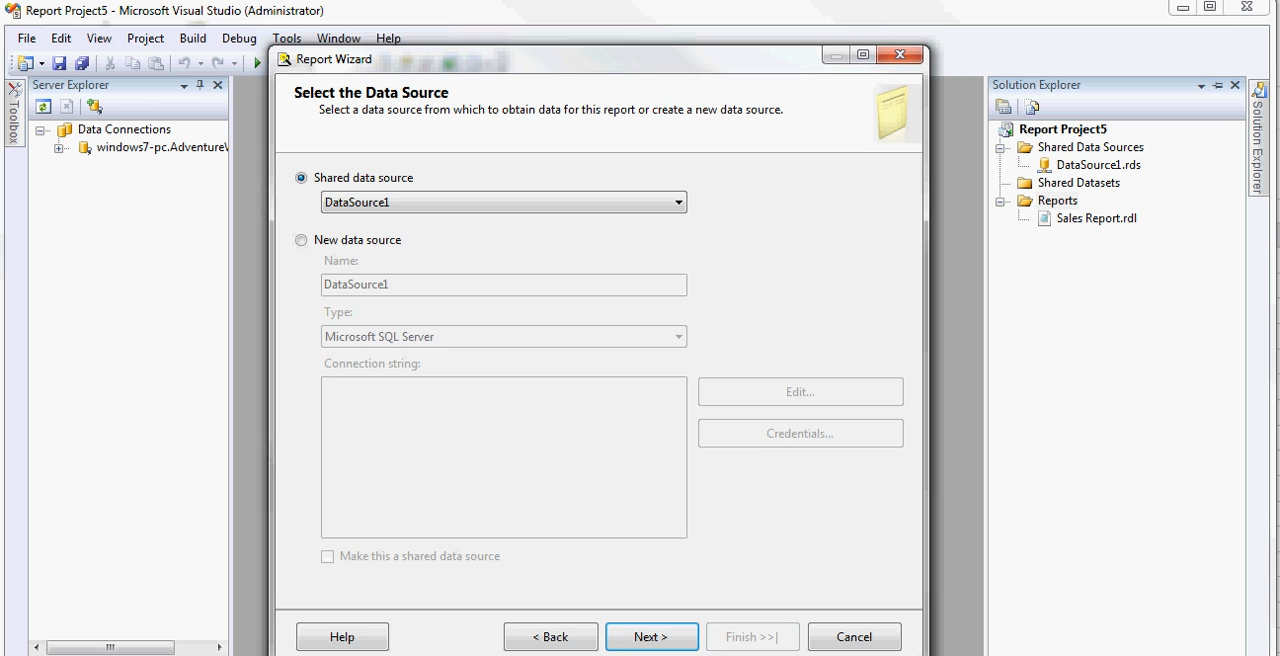 Report Project5 - Microsoft Visual Studio (Administrator)
File Edit View Project Build Debug Tools Window Help
Server Explorer
Toolbox
Data Connections
windows7-pc.Adventure
Report Wizard
Select the Data Source
Select a data source from which to obtain data for this report or create a new data source.
Shared data source
DataSource1
New data source
Name:
DataSource1
Type:
Microsoft SQL Server
Connection string:
Edit...
Credentials...
Make this a shared data source
Help
< Back
Next >
Finish >>|
Cancel
Solution Explorer
Report Project5
Shared Data Sources
DataSource1.rds
Shared Datasets
Reports
Sales Report.rdl
Solution Explorer